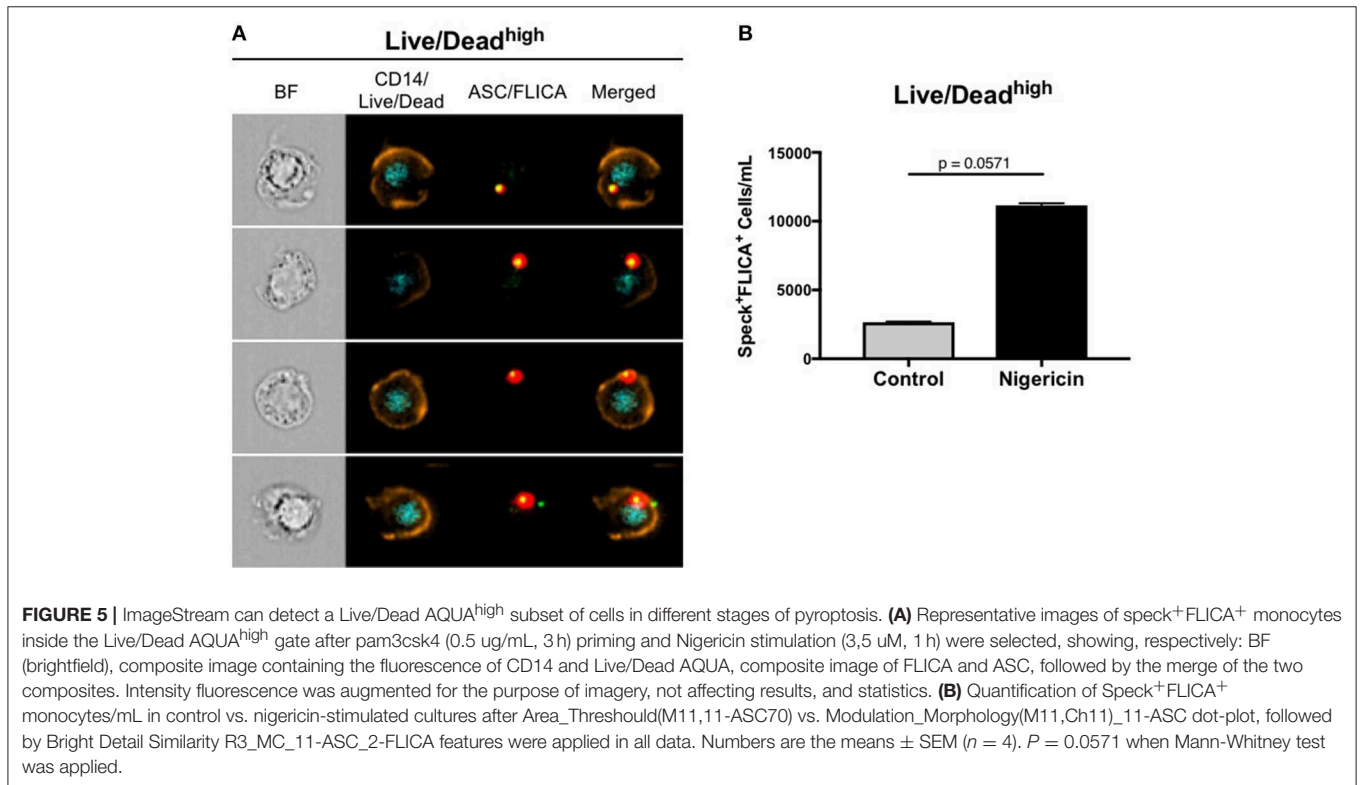 A
Live/Dead^high
BF
CD14/
Live/Dead
ASC/FLICA
Merged
B
Live/Dead^high
Speck⁺FLICA⁺ Cells/mL
15000
10000
5000
0
p = 0.0571
Control
Nigericin
FIGURE 5 | ImageStream can detect a Live/Dead AQUA^high subset of cells in different stages of pyroptosis. (A) Representative images of speck⁺FLICA⁺ monocytes
inside the Live/Dead AQUA^high gate after pam3csk4 (0.5 ug/mL, 3 h) priming and Nigericin stimulation (3,5 uM, 1 h) were selected, showing, respectively: BF
(brightfield), composite image containing the fluorescence of CD14 and Live/Dead AQUA, composite image of FLICA and ASC, followed by the merge of the two
composites. Intensity fluorescence was augmented for the purpose of imagery, not affecting results, and statistics. (B) Quantification of Speck⁺FLICA⁺
monocytes/mL in control vs. nigericin-stimulated cultures after Area_Threshould(M11,11-ASC70) vs. Modulation_Morphology(M11,Ch11)_11-ASC dot-plot, followed
by Bright Detail Similarity R3_MC_11-ASC_2-FLICA features were applied in all data. Numbers are the means ± SEM (n = 4). P = 0.0571 when Mann-Whitney test
was applied.